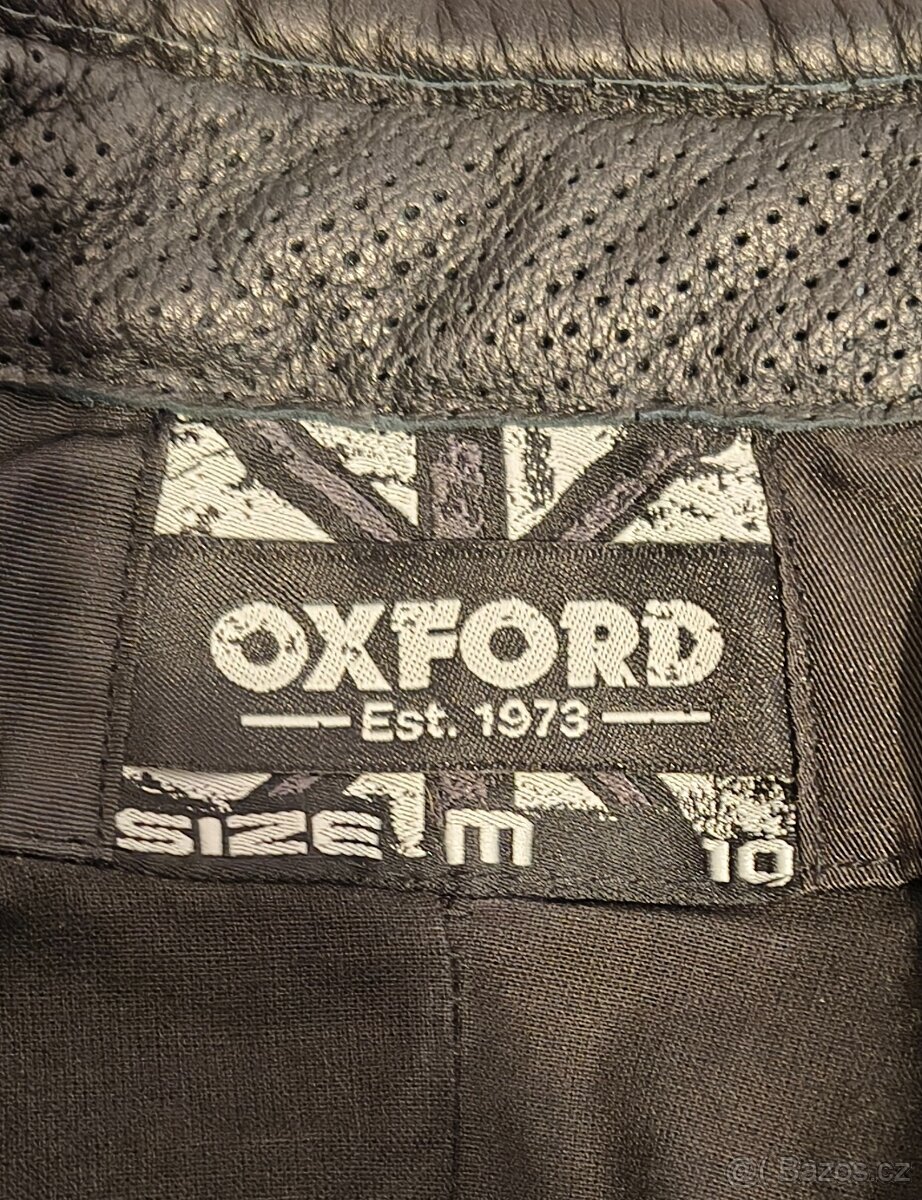 OXFORD
Est. 1973
SIZE M 10
Bazos.cz